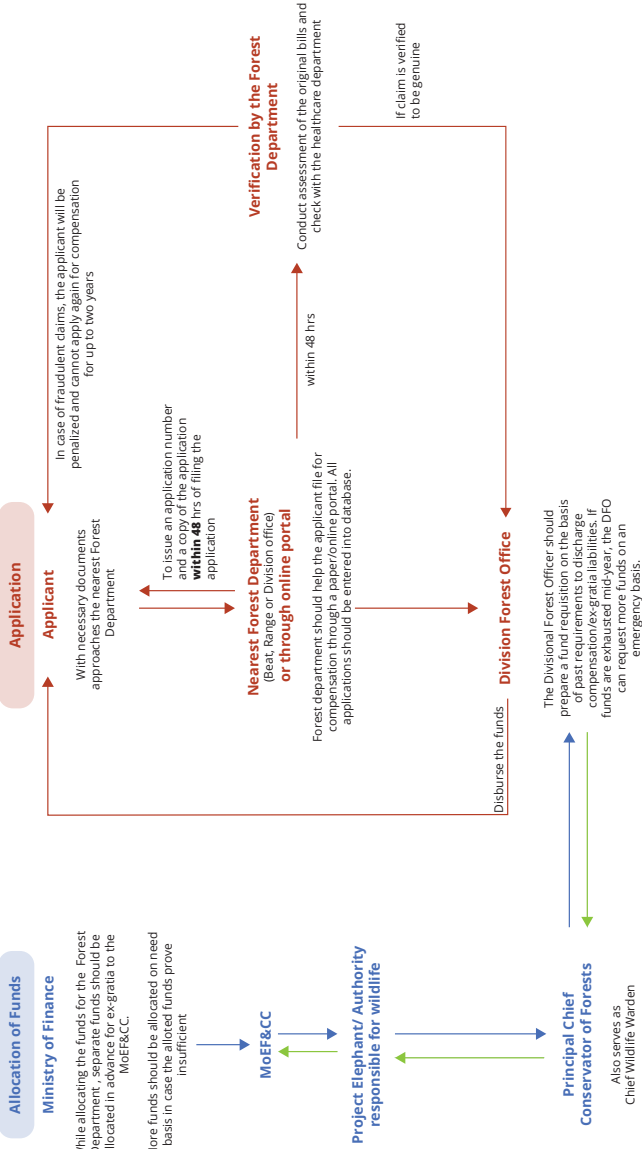 Allocation of Funds
Ministry of Finance
While allocating the funds for the Forest
Department, separate funds should be
allocated in advance for ex-gratia to the
MoEF&CC.
More funds should be allocated on need
basis in case the alloted funds prove
insufficient
MoEF&CC
Project Elephant/ Authority
responsible for wildlife
Principal Chief
Conservator of Forests
Also serves as
Chief Wildlife Warden
Application
Applicant
With necessary documents
approaches the nearest Forest
Department
In case of fraudulent claims, the applicant will be
penalized and cannot apply again for compensation
for up to two years
To issue an application number
and a copy of the application
within 48 hrs of filing the
application
Nearest Forest Department
(Beat, Range or Division office)
or through online portal
Forest department should help the applicant file for
compensation through a paper/online portal. All
applications should be entered into database.
within 48 hrs
Verification by the Forest
Department
Conduct assessment of the original bills and
check with the healthcare department
If claim is verified
to be genuine
Disburse the funds
Division Forest Office
The Divisional Forest Officer should
prepare a fund requisition on the basis
of past requirements to discharge
compensation/ex-gratia liabilities. If
funds are exhausted mid-year, the DFO
can request more funds on an
emergency basis.